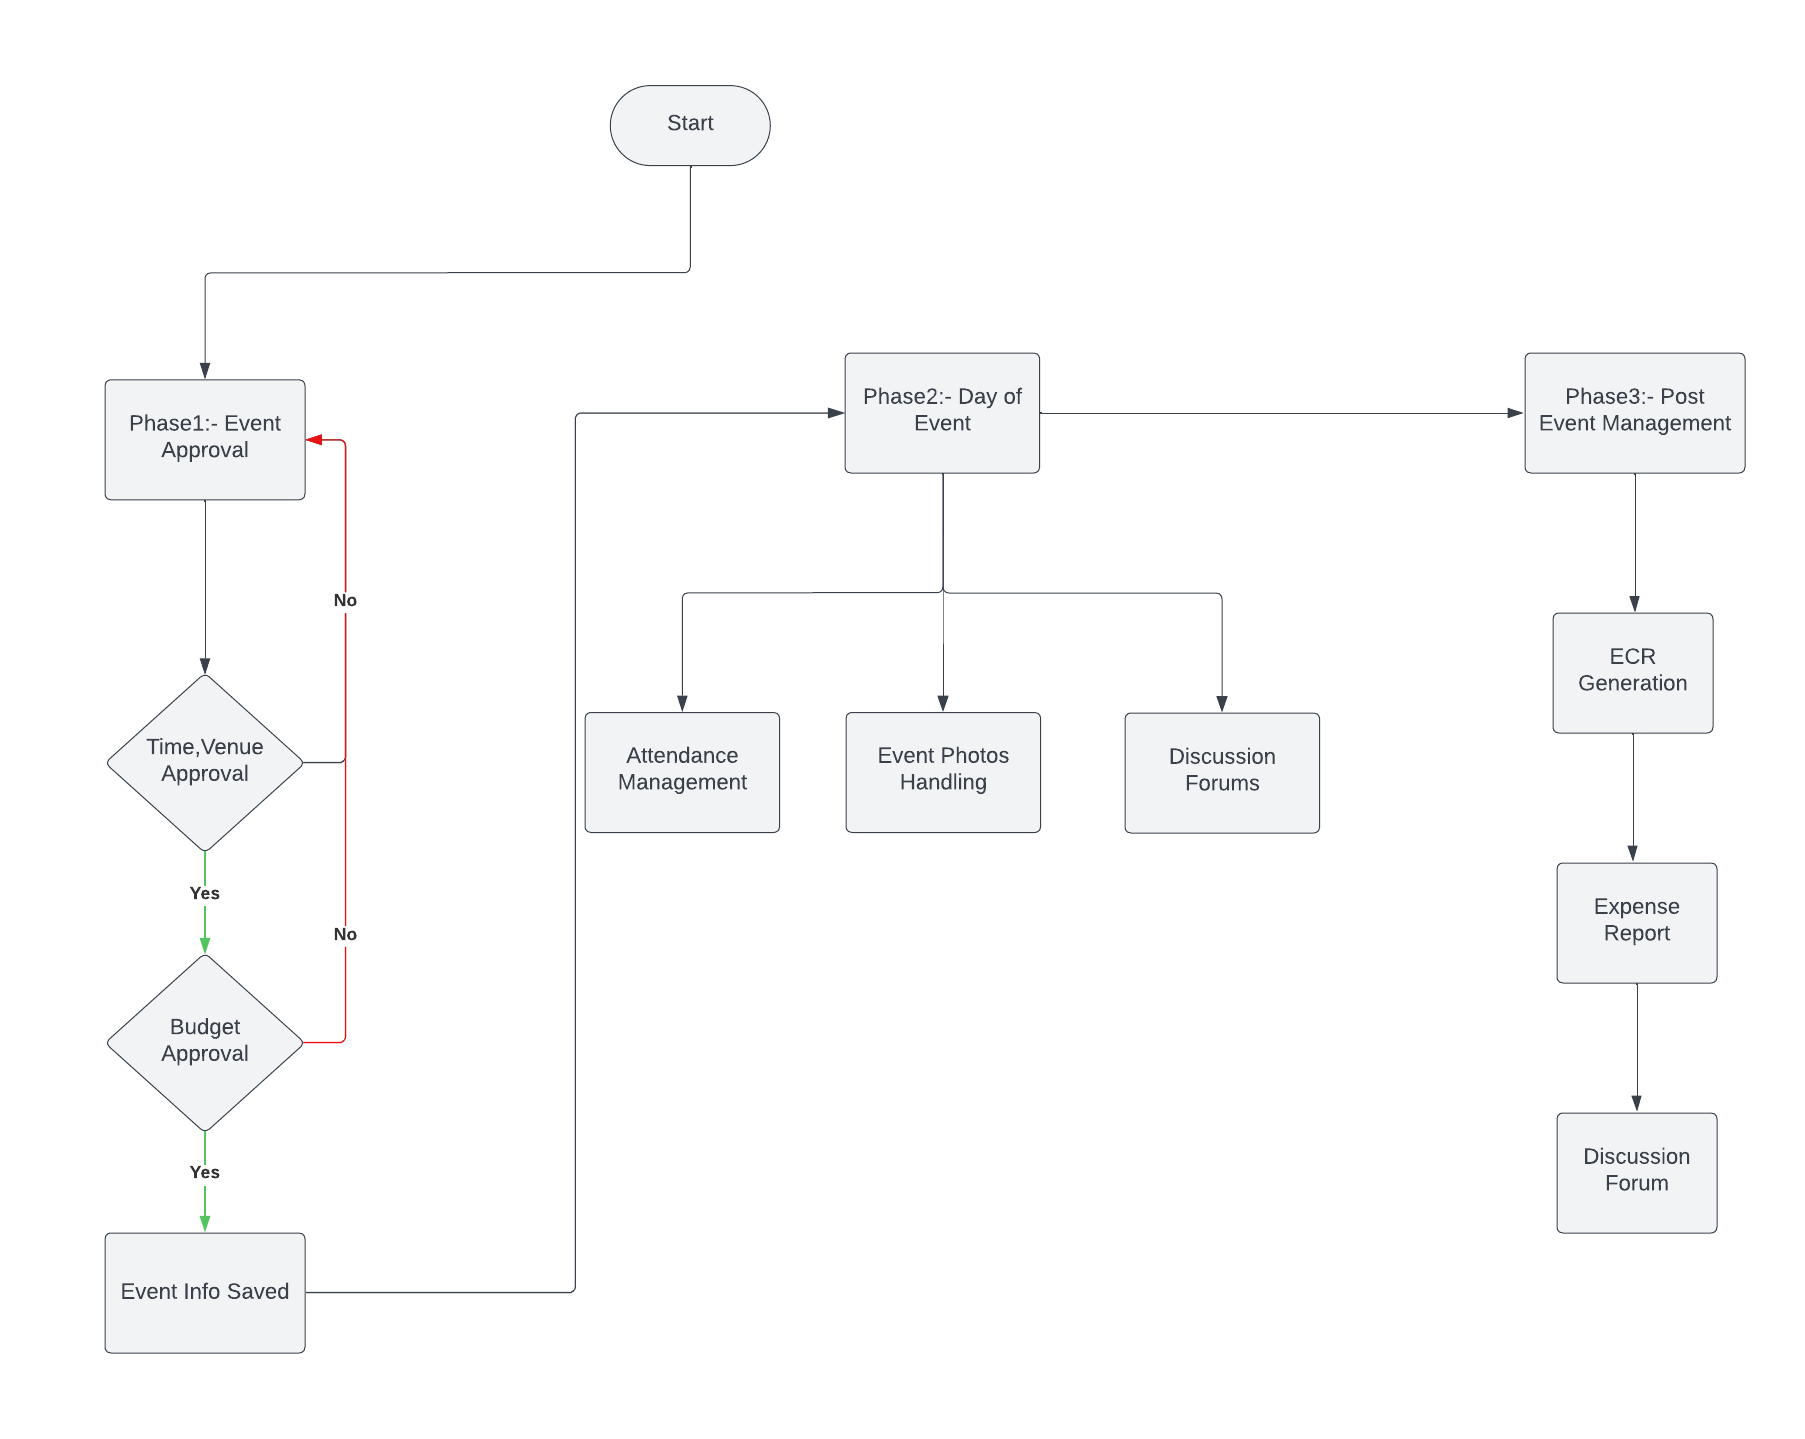 Start
Phase1:- Event
Approval
No
Time,Venue
Approval
Yes
No
Budget
Approval
Yes
Event Info Saved
Phase2:- Day of
Event
Attendance
Management
Event Photos
Handling
Discussion
Forums
Phase3:- Post
Event Management
ECR
Generation
Expense
Report
Discussion
Forum